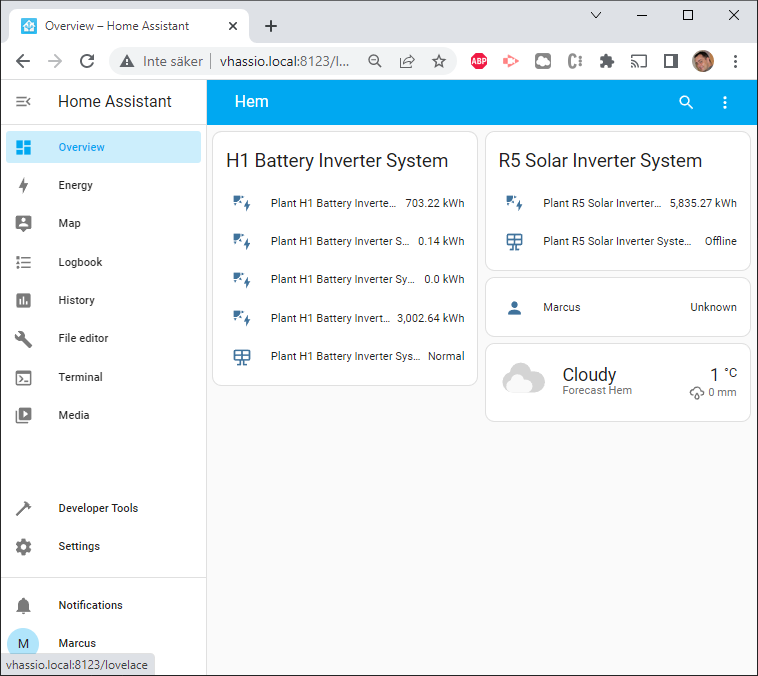 Overview – Home Assistant
Inte säker
vhassio.local:8123/l...
ABP
Home Assistant
Hem
Overview
Energy
Map
Logbook
History
File editor
Terminal
Media
Developer Tools
Settings
Notifications
M Marcus
vhassio.local:8123/lovelace
H1 Battery Inverter System
Plant H1 Battery Inverte... 703.22 kWh
Plant H1 Battery Inverter S... 0.14 kWh
Plant H1 Battery Inverter Sy... 0.0 kWh
Plant H1 Battery Invert... 3,002.64 kWh
Plant H1 Battery Inverter Sys... Normal
R5 Solar Inverter System
Plant R5 Solar Inverter... 5,835.27 kWh
Plant R5 Solar Inverter Syste... Offline
Marcus Unknown
Cloudy 1 °C
Forecast Hem 0 mm